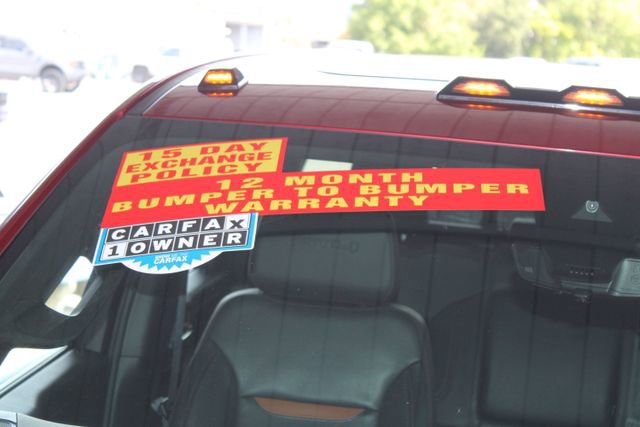 15 DAY
EXCHANGE
POLICY
12 MONTH
BUMPER TO BUMPER
WARRANTY
CARFAX
1 OWNER
CARFAX